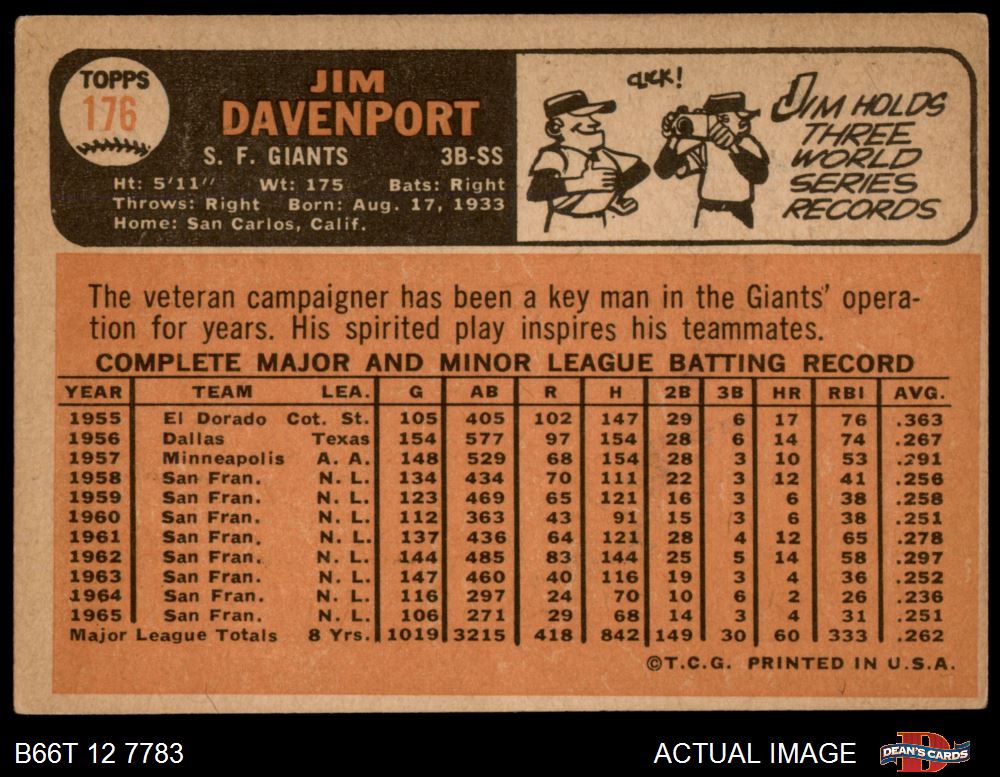 TOPPS
176
JIM
DAVENPORT
S. F. GIANTS 3B-SS
Ht: 5'11" Wt: 175 Bats: Right
Throws: Right Born: Aug. 17, 1933
Home: San Carlos, Calif.
CLICK!
JIM HOLDS
THREE
WORLD
SERIES
RECORDS
The veteran campaigner has been a key man in the Giants' opera-
tion for years. His spirited play inspires his teammates.
COMPLETE MAJOR AND MINOR LEAGUE BATTING RECORD
YEAR TEAM LEA. G AB R H 2B 3B HR RBI AVG.
1955 El Dorado Cot. St. 105 405 102 147 29 6 17 76 .363
1956 Dallas Texas 154 577 97 154 28 6 14 74 .267
1957 Minneapolis A. A. 148 529 68 154 28 3 10 53 .291
1958 San Fran. N. L. 134 434 70 111 22 3 12 41 .256
1959 San Fran. N. L. 123 469 65 121 16 3 6 38 .258
1960 San Fran. N. L. 112 363 43 91 15 3 6 38 .251
1961 San Fran. N. L. 137 436 64 121 28 4 12 65 .278
1962 San Fran. N. L. 144 485 83 144 25 5 14 58 .297
1963 San Fran. N. L. 147 460 40 116 19 3 4 36 .252
1964 San Fran. N. L. 116 297 24 70 10 6 2 26 .236
1965 San Fran. N. L. 106 271 29 68 14 3 4 31 .251
Major League Totals 8 Yrs. 1019 3215 418 842 149 30 60 333 .262
©T.C.G. PRINTED IN U.S.A.
B66T 12 7783 ACTUAL IMAGE DEAN'S CARDS